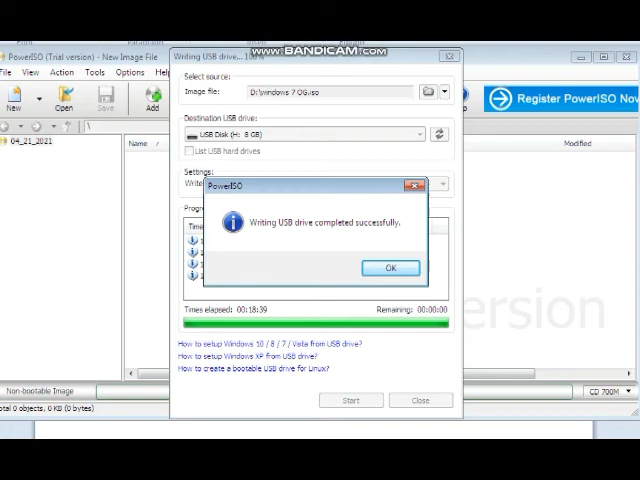 www.BANDICAM.com
PowerISO (Trial version) - New Image File
Writing USB drive... 100%
File View Action Tools Options
Select source:
Image file: D:\windows 7 OG.iso
New Open Save Add
Register PowerISO Now
Destination USB drive:
USB Disk (H: 8 GB)
List USB hard drives
\
04_21_2021
Name Modified
Settings:
PowerISO
Writing USB drive completed successfully.
OK
Times elapsed: 00:18:39 Remaining: 00:00:00
ersion
How to setup Windows 10 / 8 / 7 / Vista from USB drive?
How to setup Windows XP from USB drive?
How to create a bootable USB drive for Linux?
Non-bootable Image
CD 700M
Start Close
otal 0 objects, 0 KB (0 bytes)